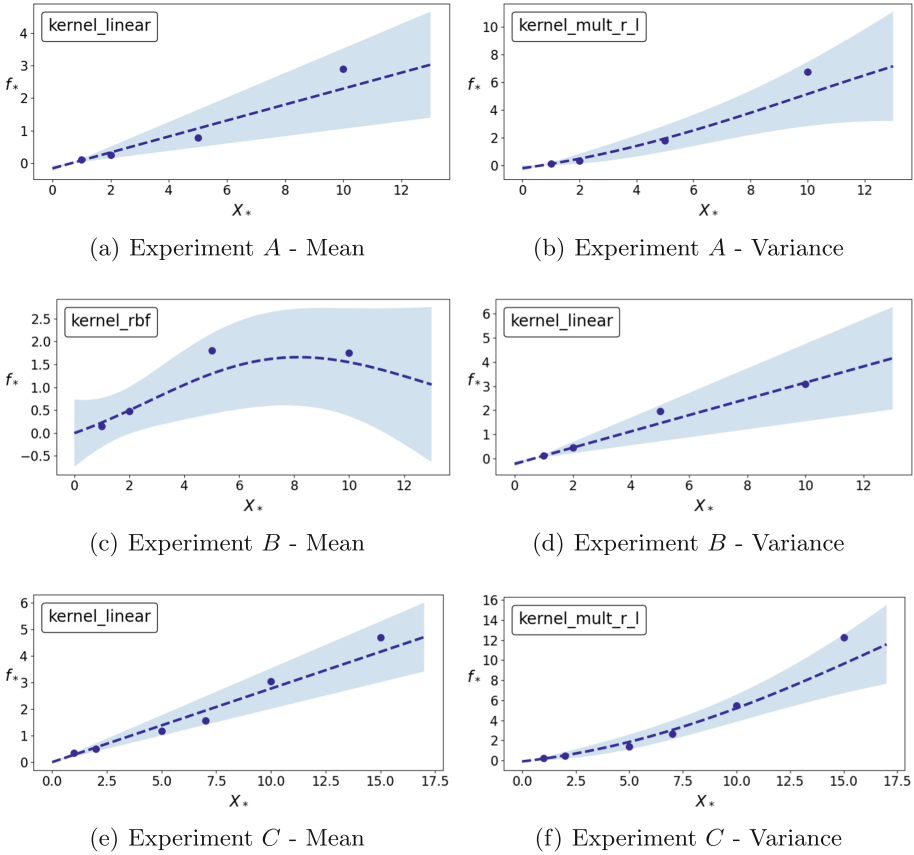 kernel_linear
4
3
2
1
0
f*
0 2 4 6 8 10 12
X*
(a) Experiment A - Mean
kernel_mult_r_l
10
8
6
4
2
0
f*
0 2 4 6 8 10 12
X*
(b) Experiment A - Variance
kernel_rbf
2.5
2.0
1.5
1.0
0.5
0.0
−0.5
f*
0 2 4 6 8 10 12
X*
(c) Experiment B - Mean
kernel_linear
6
5
4
3
2
1
0
f*
0 2 4 6 8 10 12
X*
(d) Experiment B - Variance
kernel_linear
6
5
4
3
2
1
0
f*
0.0 2.5 5.0 7.5 10.0 12.5 15.0 17.5
X*
(e) Experiment C - Mean
kernel_mult_r_l
16
14
12
10
8
6
4
2
0
f*
0.0 2.5 5.0 7.5 10.0 12.5 15.0 17.5
X*
(f) Experiment C - Variance